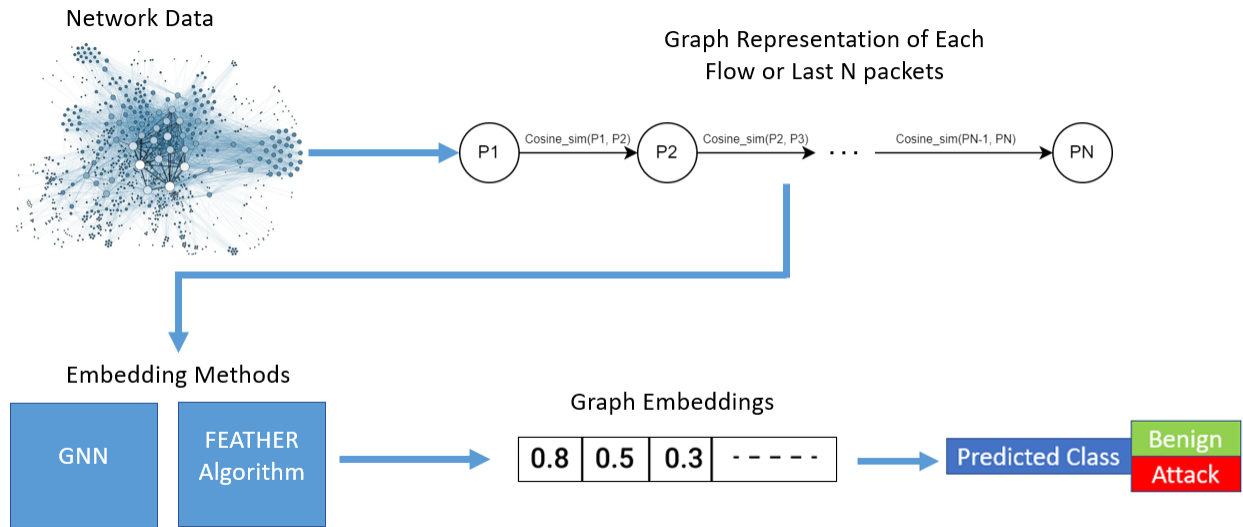 Network Data
Graph Representation of Each
Flow or Last N packets
P1
Cosine_sim(P1, P2)
P2
Cosine_sim(P2, P3)
. . .
Cosine_sim(PN-1, PN)
PN
Embedding Methods
GNN
FEATHER
Algorithm
Graph Embeddings
0.8
0.5
0.3
- - - - -
Predicted Class
Benign
Attack